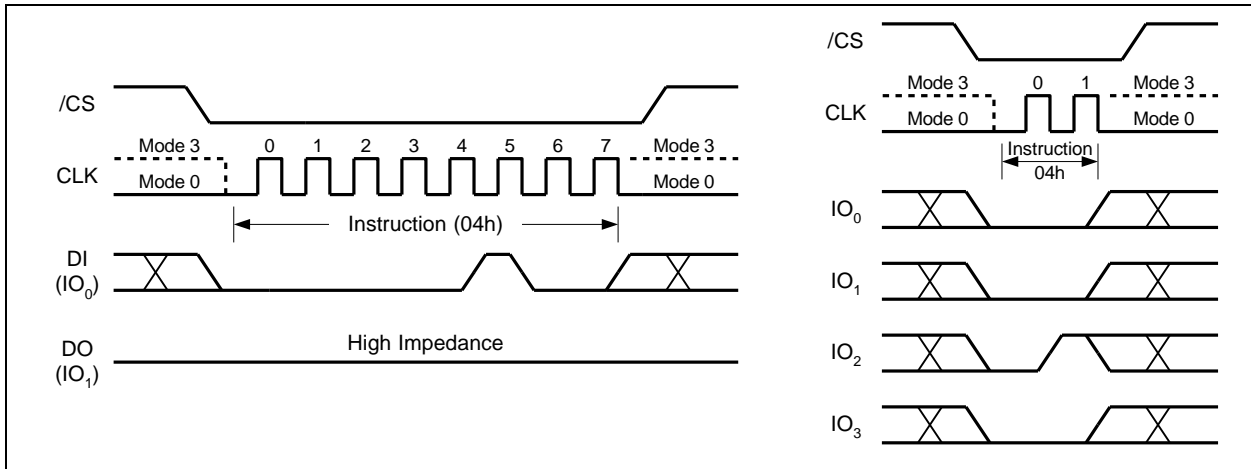 /CS
Mode 3 0 1 2 3 4 5 6 7 Mode 3
CLK
Mode 0 Mode 0
Instruction (04h)
DI
(IO0)
High Impedance
DO
(IO1)
/CS
Mode 3 0 1 Mode 3
CLK
Mode 0 Mode 0
Instruction
04h
IO0
IO1
IO2
IO3